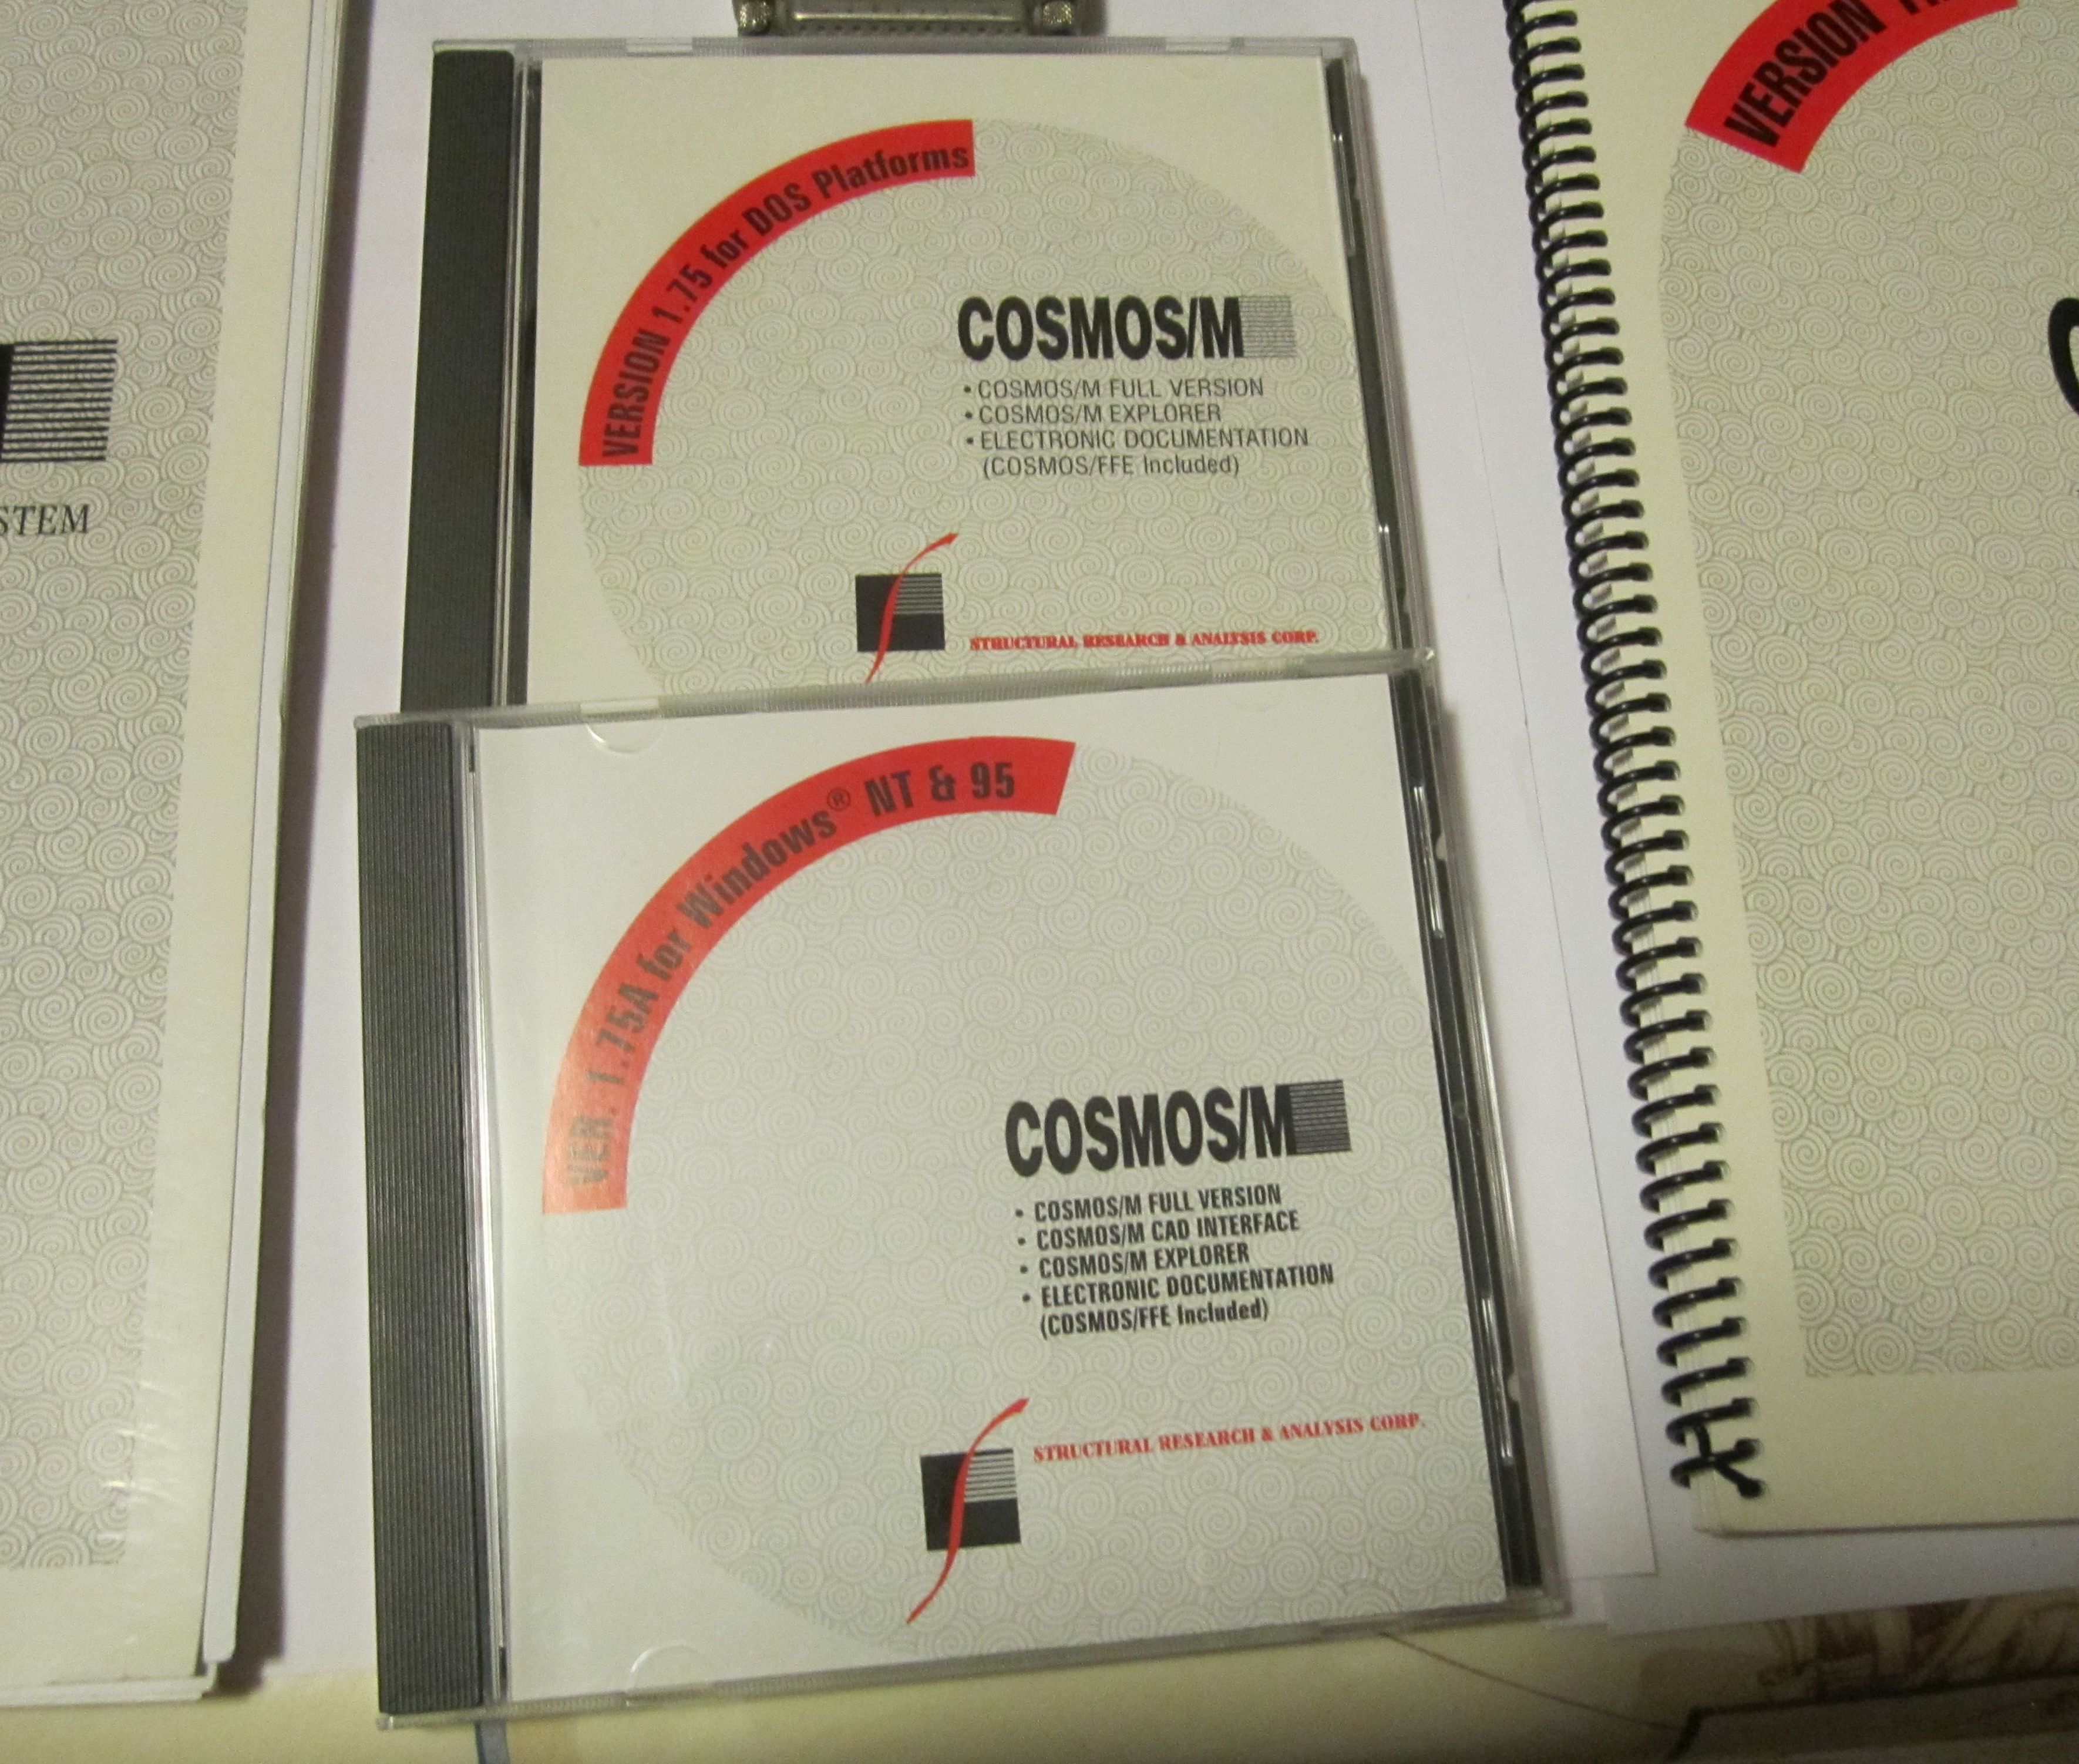 STEM
VERSION 1.75 for DOS Platforms
COSMOS/M
• COSMOS/M FULL VERSION
• COSMOS/M EXPLORER
• ELECTRONIC DOCUMENTATION
(COSMOS/FFE Included)
STRUCTURAL RESEARCH & ANALYSIS CORP.
VER. 1.75A for Windows® NT & 95
COSMOS/M
• COSMOS/M FULL VERSION
• COSMOS/M CAD INTERFACE
• COSMOS/M EXPLORER
• ELECTRONIC DOCUMENTATION
(COSMOS/FFE Included)
STRUCTURAL RESEARCH & ANALYSIS CORP.
VERSION